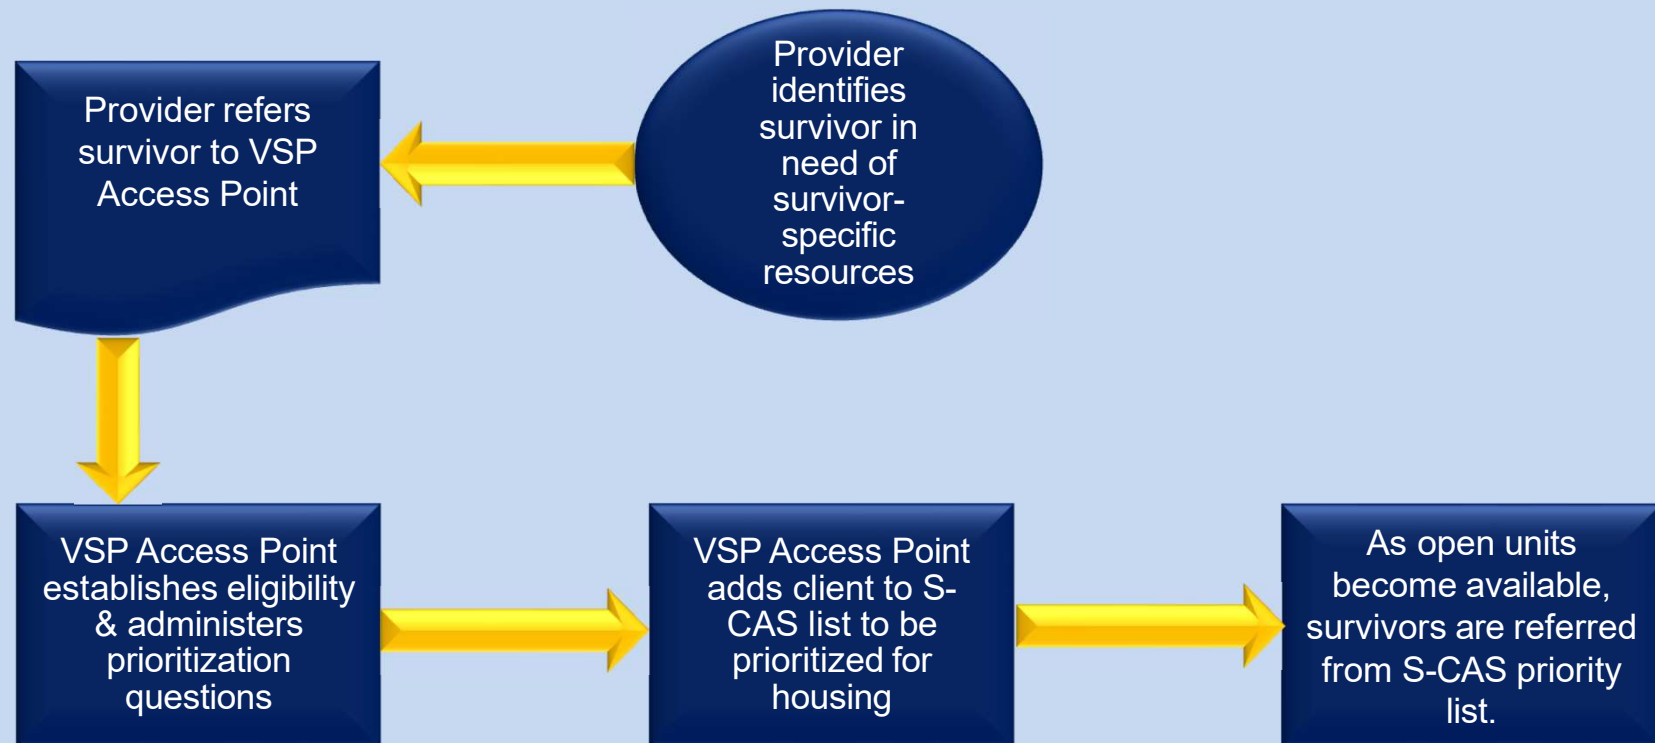 Provider
identifies
survivor in
need of
survivor-
specific
resources
Provider refers
survivor to VSP
Access Point
VSP Access Point
establishes eligibility
& administers
prioritization
questions
VSP Access Point
adds client to S-
CAS list to be
prioritized for
housing
As open units
become available,
survivors are referred
from S-CAS priority
list.